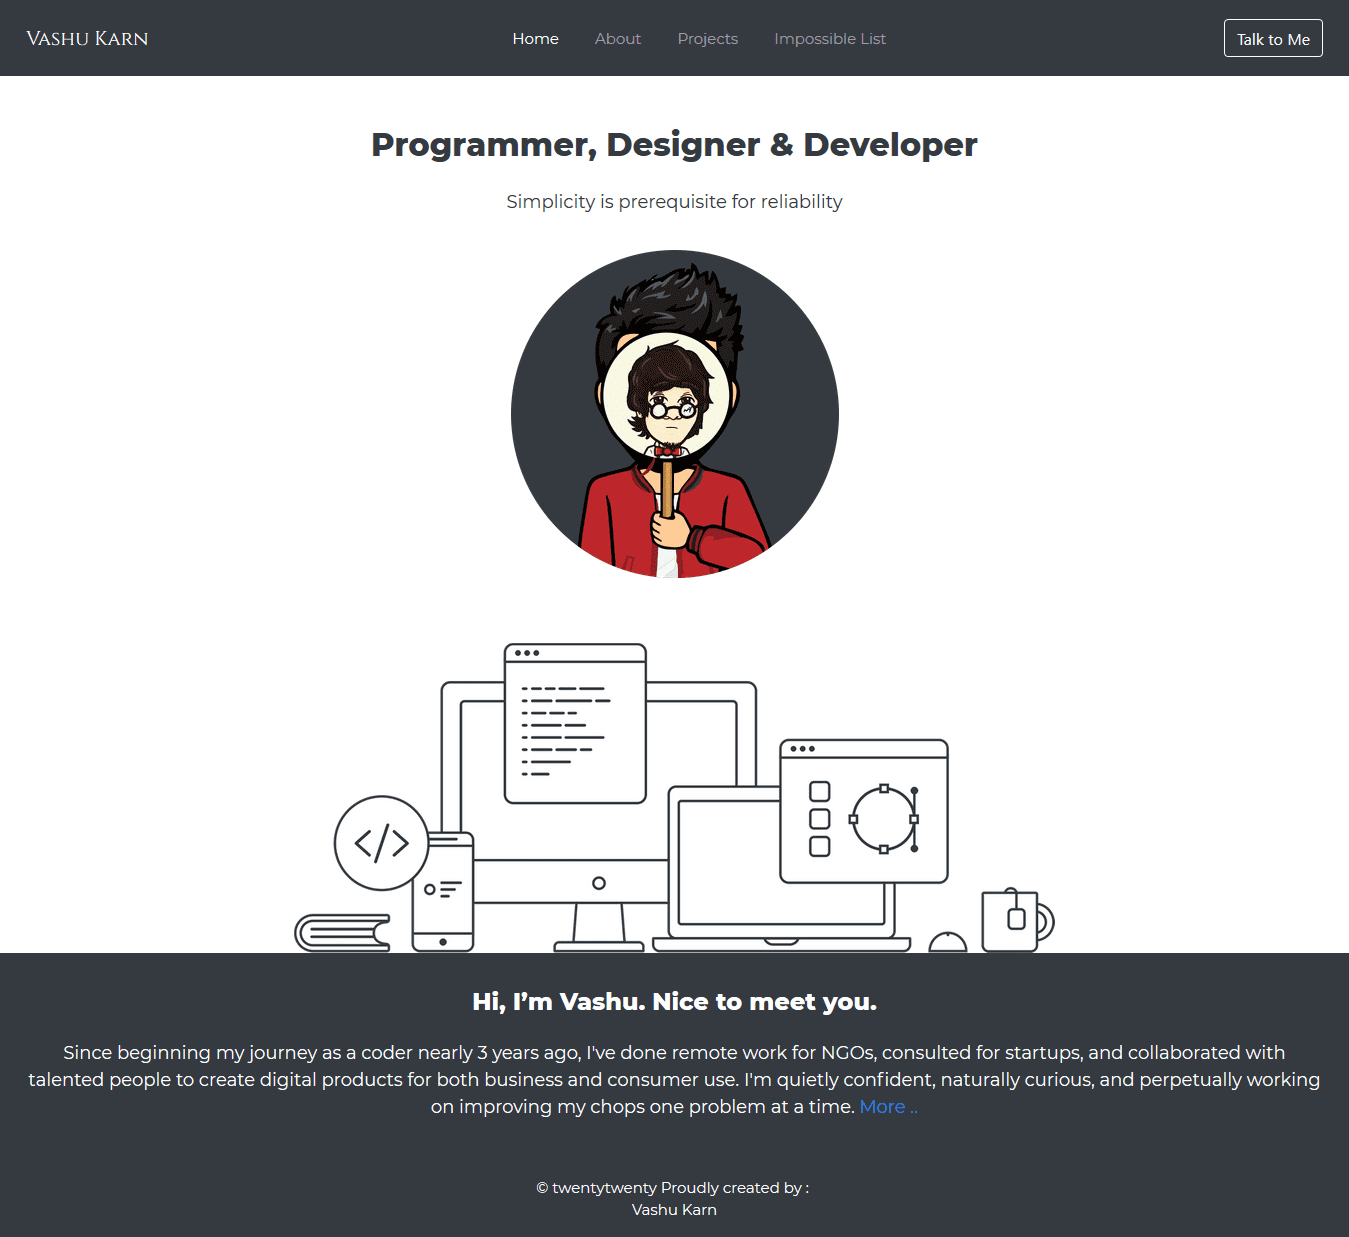 Vashu Karn
Home About Projects Impossible List
Talk to Me
Programmer, Designer & Developer
Simplicity is prerequisite for reliability
</>
Hi, I’m Vashu. Nice to meet you.
Since beginning my journey as a coder nearly 3 years ago, I've done remote work for NGOs, consulted for startups, and collaborated with
talented people to create digital products for both business and consumer use. I'm quietly confident, naturally curious, and perpetually working
on improving my chops one problem at a time. More ..
© twentytwenty Proudly created by :
Vashu Karn